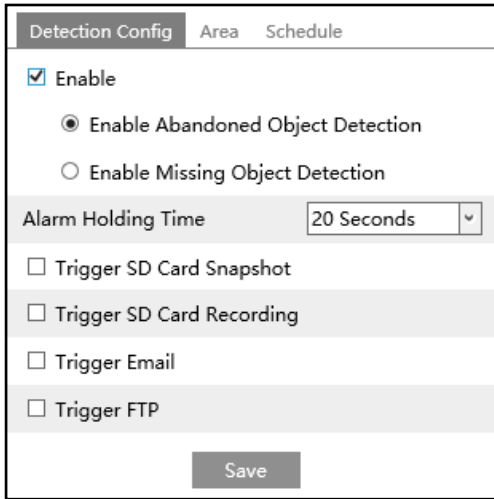 Detection Config Area Schedule
Enable
Enable Abandoned Object Detection
Enable Missing Object Detection
Alarm Holding Time 20 Seconds
Trigger SD Card Snapshot
Trigger SD Card Recording
Trigger Email
Trigger FTP
Save